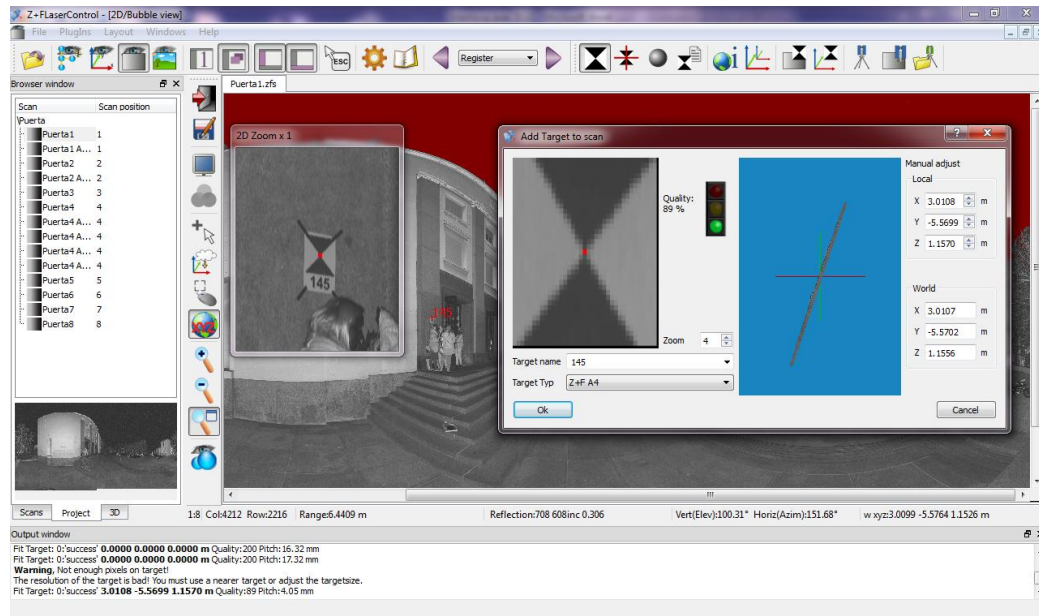 Z+FLaserControl - [2D/Bubble view]
File PlugIns Layout Windows Help
1
ESC
Register
i
Browser window
Puerta1.zfs
Scan Scan position
\Puerta
Puerta1 1
Puerta1 A... 1
Puerta2 2
Puerta2 A... 2
Puerta3 3
Puerta4 4
Puerta4 A... 4
Puerta4 A... 4
Puerta4 A... 4
Puerta4 A... 4
Puerta5 5
Puerta6 6
Puerta7 7
Puerta8 8
xyz
2D Zoom x 1
145
145
Add Target to scan
Quality:
89 %
Zoom 4
Target name 145
Target Typ Z+F A4
Ok
Manual adjust
Local
X 3.0108 m
Y -5.5699 m
Z 1.1570 m
World
X 3.0107 m
Y -5.5702 m
Z 1.1556 m
Cancel
Scans Project 3D
1:8 Col:4212 Row:2216 Range:6.4409 m Reflection:708 608inc 0.306 Vert(Elev):100.31° Horiz(Azim):151.68° w xyz:3.0099 -5.5764 1.1526 m
Output window
Fit Target: 0:'success' 0.0000 0.0000 0.0000 m Quality:200 Pitch:16.32 mm
Fit Target: 0:'success' 0.0000 0.0000 0.0000 m Quality:200 Pitch:17.32 mm
Warning, Not enough pixels on target!
The resolution of the target is bad! You must use a nearer target or adjust the targetsize.
Fit Target: 0:'success' 3.0108 -5.5699 1.1570 m Quality:89 Pitch:4.05 mm